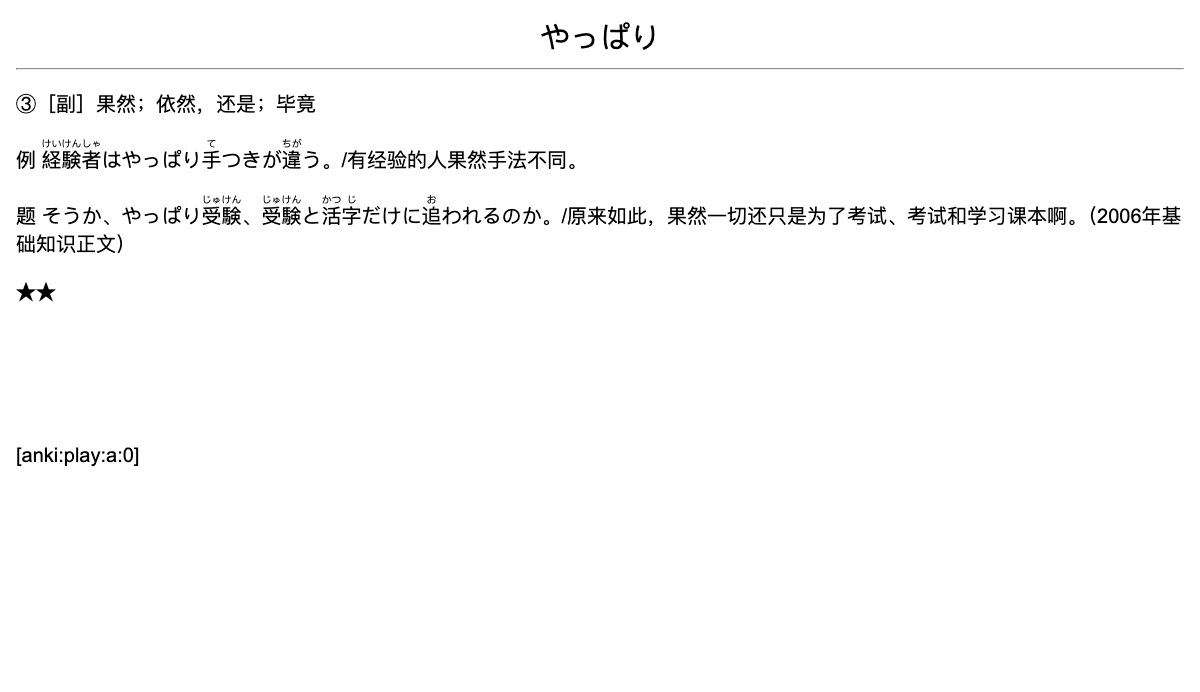 やっぱり
③［副］果然；依然，还是；毕竟
けいけんしゃ て ちが
例 経験者はやっぱり手つきが違う。/有经验的人果然手法不同。
じゅけん じゅけん かつ じ お
题 そうか、やっぱり受験、受験と活字だけに追われるのか。/原来如此，果然一切还只是为了考试、考试和学习课本啊。（2006年基
础知识正文）
★★
[anki:play:a:0]